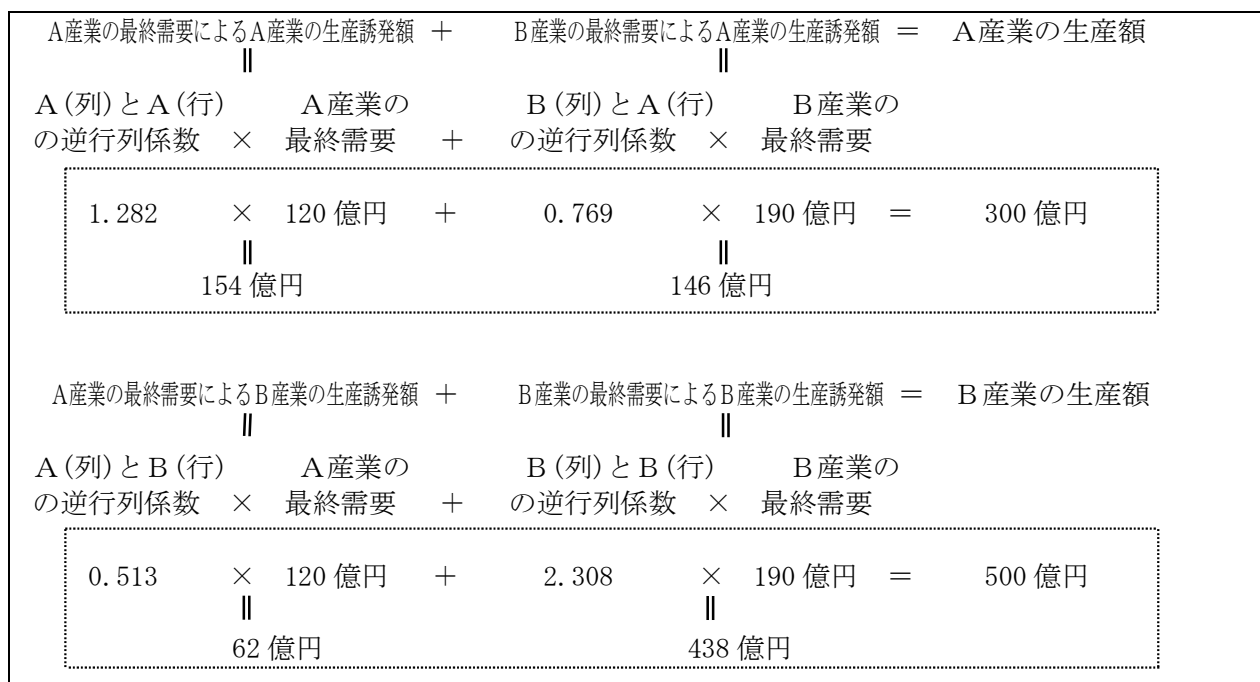 A産業の最終需要によるA産業の生産誘発額 ＋ B産業の最終需要によるA産業の生産誘発額 ＝ A産業の生産額
∥ ∥
A(列)とA(行) A産業の B(列)とA(行) B産業の
の逆行列係数 × 最終需要 ＋ の逆行列係数 × 最終需要
1.282 × 120億円 ＋ 0.769 × 190億円 ＝ 300億円
∥ ∥
154億円 146億円
A産業の最終需要によるB産業の生産誘発額 ＋ B産業の最終需要によるB産業の生産誘発額 ＝ B産業の生産額
∥ ∥
A(列)とB(行) A産業の B(列)とB(行) B産業の
の逆行列係数 × 最終需要 ＋ の逆行列係数 × 最終需要
0.513 × 120億円 ＋ 2.308 × 190億円 ＝ 500億円
∥ ∥
62億円 438億円